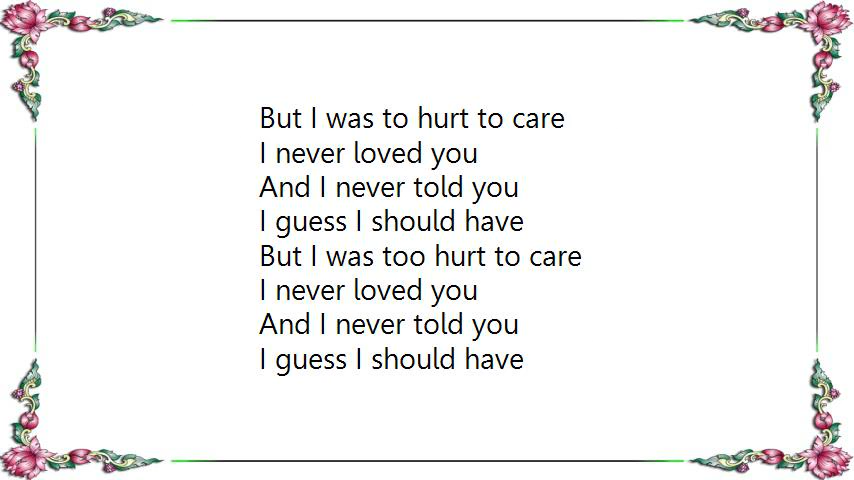 But I was to hurt to care
I never loved you
And I never told you
I guess I should have
But I was too hurt to care
I never loved you
And I never told you
I guess I should have